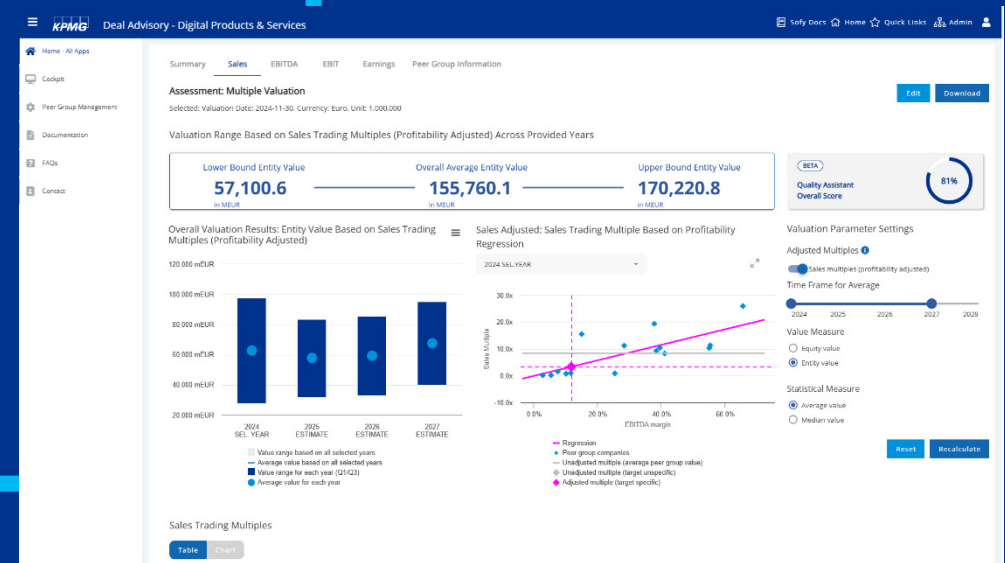 KPMG Deal Advisory - Digital Products & Services
Sofy Docs Home Quick Links Admin
Home - All Apps
Cockpit
Peer Group Management
Documentation
FAQs
Contact
Summary Sales EBITDA EBIT Earnings Peer Group Information
Assessment: Multiple Valuation
Selected: Valuation Date: 2024-11-30, Currency: Euro, Unit: 1,000,000
Edit Download
Valuation Range Based on Sales Trading Multiples (Profitability Adjusted) Across Provided Years
Lower Bound Entity Value
57,100.6
in MEUR
Overall Average Entity Value
155,760.1
in MEUR
Upper Bound Entity Value
170,220.8
in MEUR
BETA
Quality Assistant
Overall Score
81%
Overall Valuation Results: Entity Value Based on Sales Trading
Multiples (Profitability Adjusted)
120,000 mEUR
100,000 mEUR
80,000 mEUR
60,000 mEUR
40,000 mEUR
20,000 mEUR
2024
SEL. YEAR
2025
ESTIMATE
2026
ESTIMATE
2027
ESTIMATE
Value range based on all selected years
Average value based on all selected years
Value range for each year (Q1/Q3)
Average value for each year
Sales Adjusted: Sales Trading Multiple Based on Profitability
Regression
2024 SEL.YEAR
Sales Multiple
30.0x
20.0x
10.0x
0.0x
-10.0x
0.0% 20.0% 40.0% 60.0%
EBITDA margin
Regression
Peer group companies
Unadjusted multiple (average peer group value)
Unadjusted multiple (target unspecific)
Adjusted multiple (target specific)
Valuation Parameter Settings
Adjusted Multiples
Sales multiples (profitability adjusted)
Time Frame for Average
2024 2025 2026 2027 2028
Value Measure
Equity value
Entity value
Statistical Measure
Average value
Median value
Reset Recalculate
Sales Trading Multiples
Table Chart